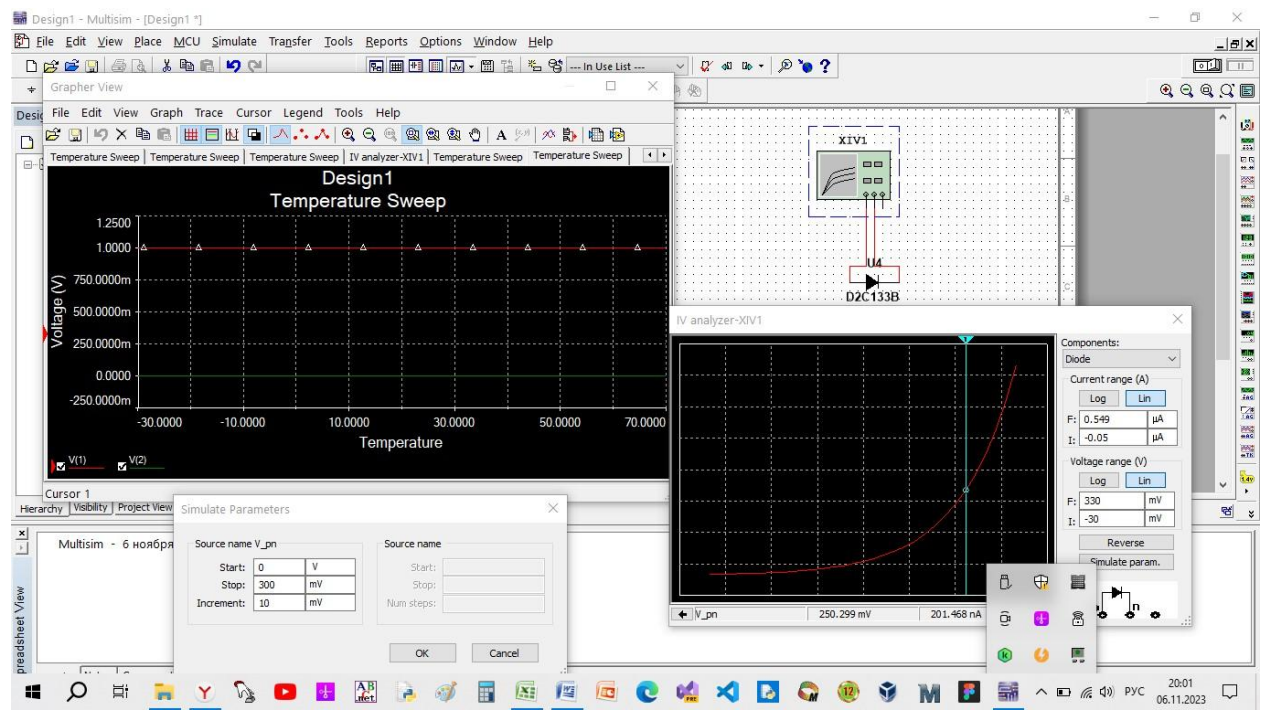 Design1 - Multisim - [Design1 *]
File Edit View Place MCU Simulate Transfer Tools Reports Options Window Help
--- In Use List ---
Grapher View
File Edit View Graph Trace Cursor Legend Tools Help
Temperature Sweep Temperature Sweep Temperature Sweep IV analyzer-XIV1 Temperature Sweep Temperature Sweep
Design1
Temperature Sweep
Voltage (V)
1.2500
1.0000
750.0000m
500.0000m
250.0000m
0.0000
-250.0000m
-30.0000 -10.0000 10.0000 30.0000 50.0000 70.0000
Temperature
V(1) V(2)
Cursor 1
XIV1
U4
D2C133B
A
B
C
IV analyzer-XIV1
Components:
Diode
Current range (A)
Log Lin
F: 0.549 µA
I: -0.05 µA
Voltage range (V)
Log Lin
F: 330 mV
I: -30 mV
Reverse
Simulate param.
n
V_pn 250.299 mV 201.468 nA
Hierarchy Visibility Project View
Multisim - 6 ноября
Simulate Parameters
Source name V_pn Source name
Start: 0 V Start:
Stop: 300 mV Stop:
Increment: 10 mV Num steps:
OK Cancel
20:01
РУС
06.11.2023